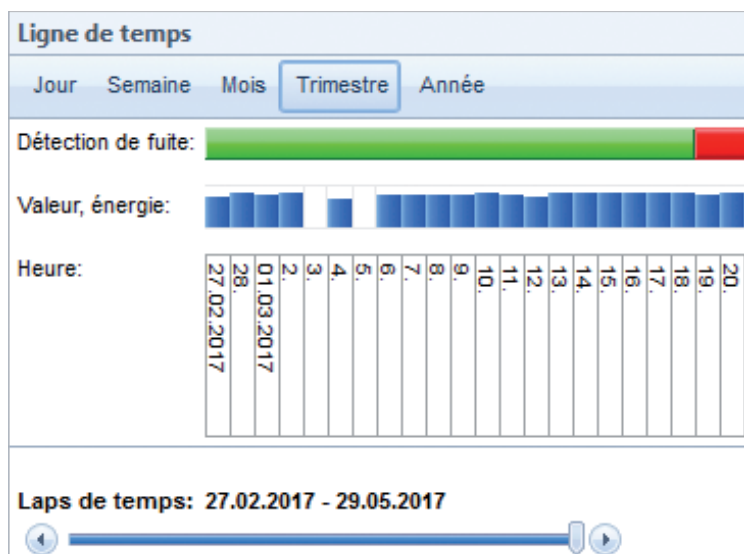 Ligne de temps
Jour Semaine Mois Trimestre Année
Détection de fuite:
Valeur, énergie:
Heure:
27.02.2017 28. 01.03.2017 2. 3. 4. 5. 6. 7. 8. 9. 10. 11. 12. 13. 14. 15. 16. 17. 18. 19. 20.
Laps de temps: 27.02.2017 - 29.05.2017